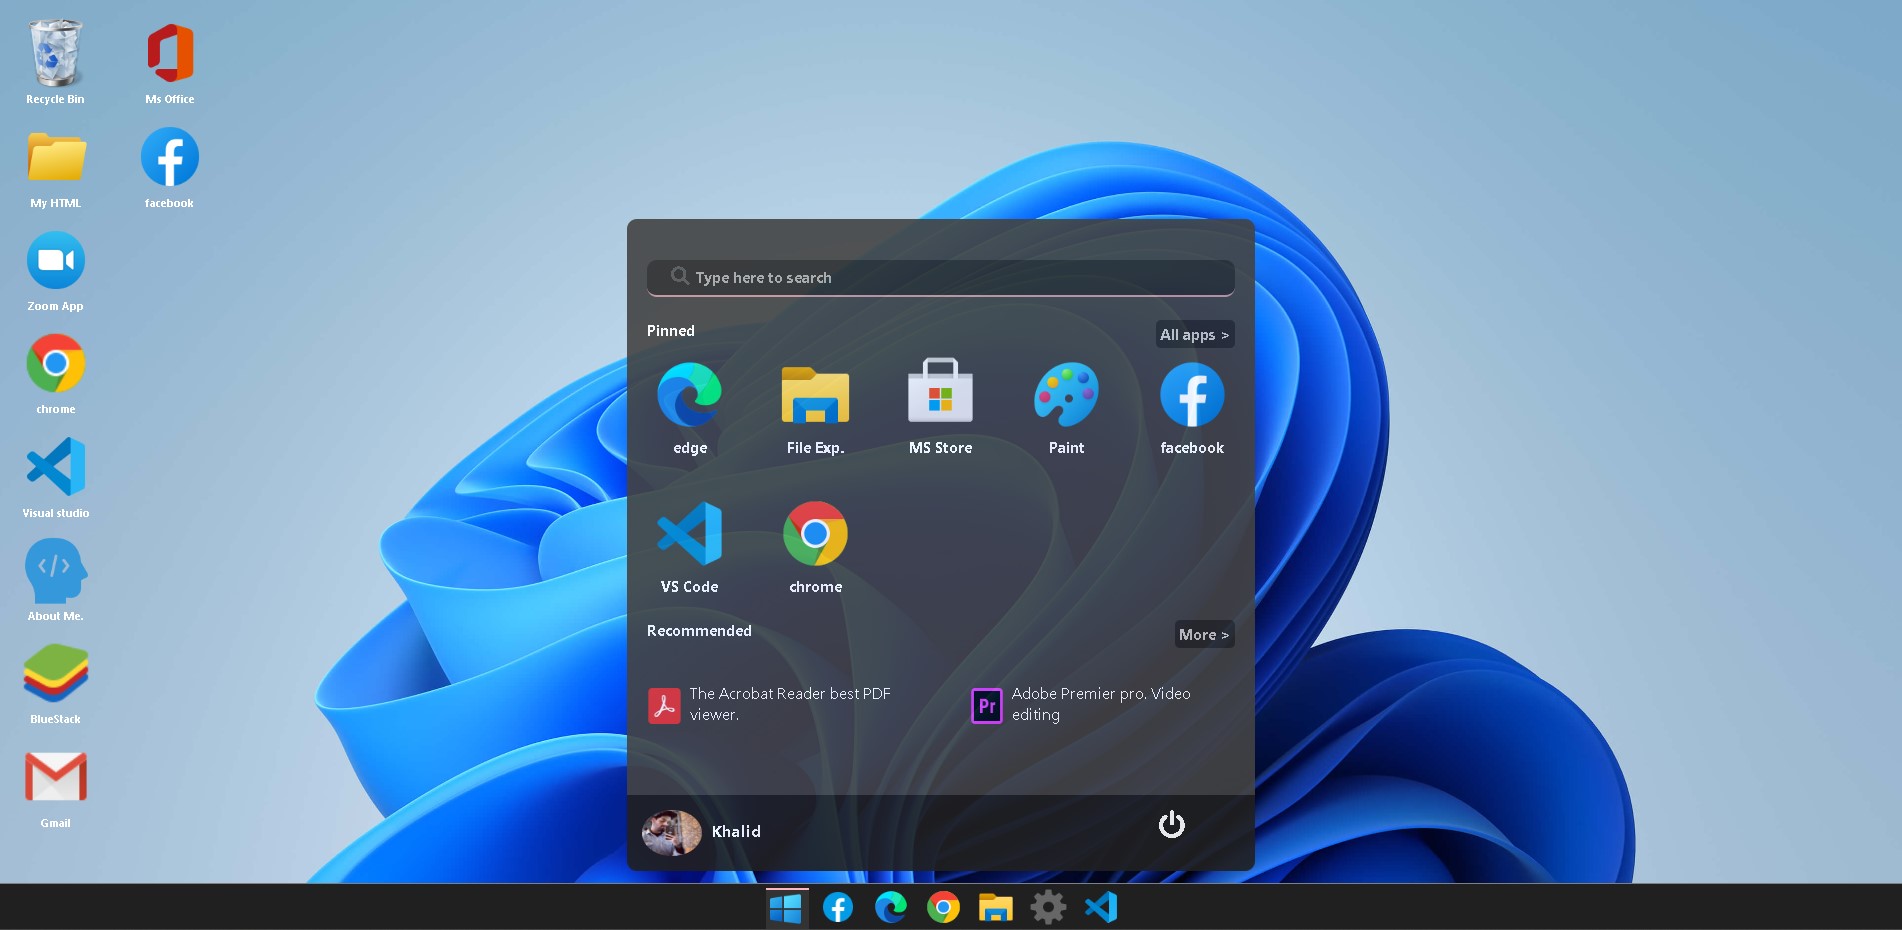 Recycle Bin
Ms Office
My HTML
facebook
Zoom App
chrome
Visual studio
About Me.
BlueStack
Gmail
Type here to search
Pinned
All apps >
edge
File Exp.
MS Store
Paint
facebook
VS Code
chrome
Recommended
More >
The Acrobat Reader best PDF
viewer.
Pr
Adobe Premier pro. Video
editing
Khalid